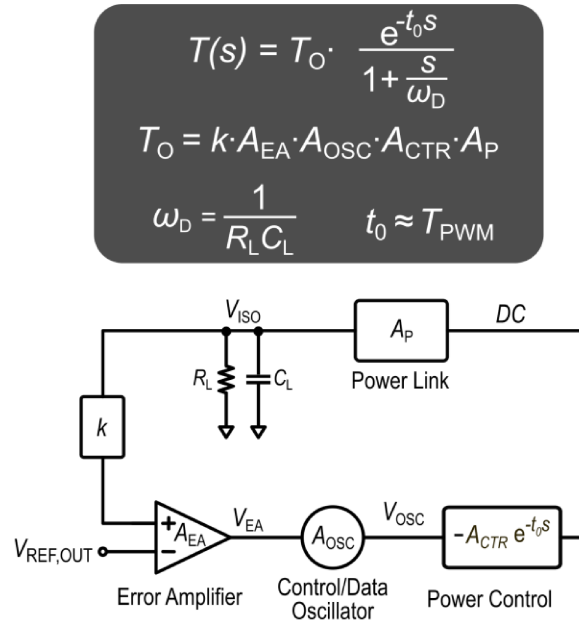 T(s) = T_O · e^{-t_0 s} / (1 + s/ω_D)
T_O = k·A_EA·A_OSC·A_CTR·A_P
ω_D = 1 / (R_L C_L)    t_0 ≈ T_PWM
V_ISO
A_P
DC
Power Link
R_L
C_L
k
V_REF,OUT
+
−
A_EA
V_EA
A_OSC
V_OSC
−A_CTR e^{-t_0 s}
Error Amplifier
Control/Data
Oscillator
Power Control